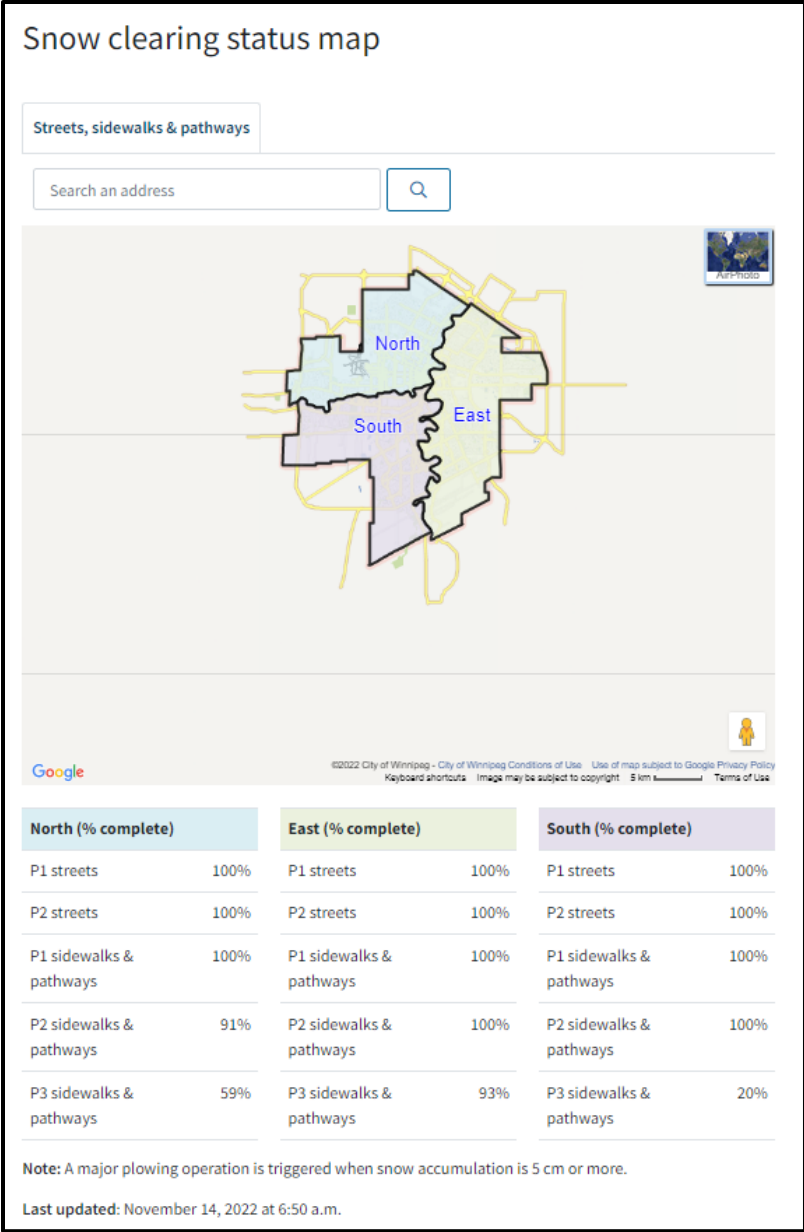 Snow clearing status map
Streets, sidewalks & pathways
Search an address
AirPhoto
North
South
East
Google
©2022 City of Winnipeg - City of Winnipeg Conditions of Use Use of map subject to Google Privacy Policy
Keyboard shortcuts Image may be subject to copyright 5 km Terms of Use
North (% complete)
P1 streets 100%
P2 streets 100%
P1 sidewalks & 100%
pathways
P2 sidewalks & 91%
pathways
P3 sidewalks & 59%
pathways
East (% complete)
P1 streets 100%
P2 streets 100%
P1 sidewalks & 100%
pathways
P2 sidewalks & 100%
pathways
P3 sidewalks & 93%
pathways
South (% complete)
P1 streets 100%
P2 streets 100%
P1 sidewalks & 100%
pathways
P2 sidewalks & 100%
pathways
P3 sidewalks & 20%
pathways
Note: A major plowing operation is triggered when snow accumulation is 5 cm or more.
Last updated: November 14, 2022 at 6:50 a.m.